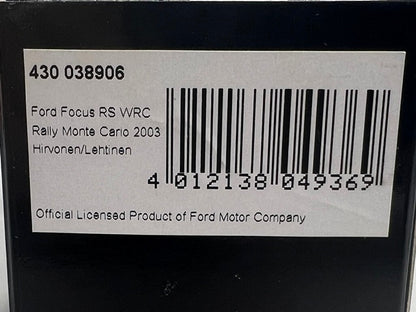 430 038906
Ford Focus RS WRC
Rally Monte Carlo 2003
Hirvonen/Lehtinen
4 012138 049369
Official Licensed Product of Ford Motor Company